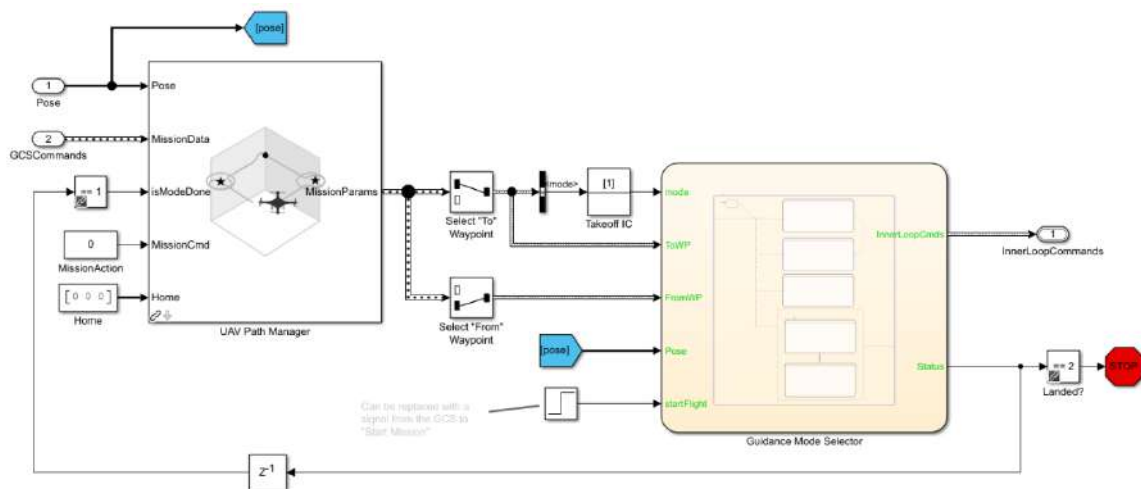 [pose]
1
Pose
Pose
2
GCSCommands
MissionData
== 1
isModeDone
MissionParams
0
MissionAction
MissionCmd
[0 0 0]
Home
Home
UAV Path Manager
Select "To"
Waypoint
<mode>
[1]
Takeoff IC
Select "From"
Waypoint
[pose]
Can be replaced with a
signal from the GCS to
"Start Mission"
mode
ToWP
FromWP
Pose
startFlight
InnerLoopCmds
Status
Guidance Mode Selector
1
InnerLoopCommands
== 2
Landed?
STOP
Z-1